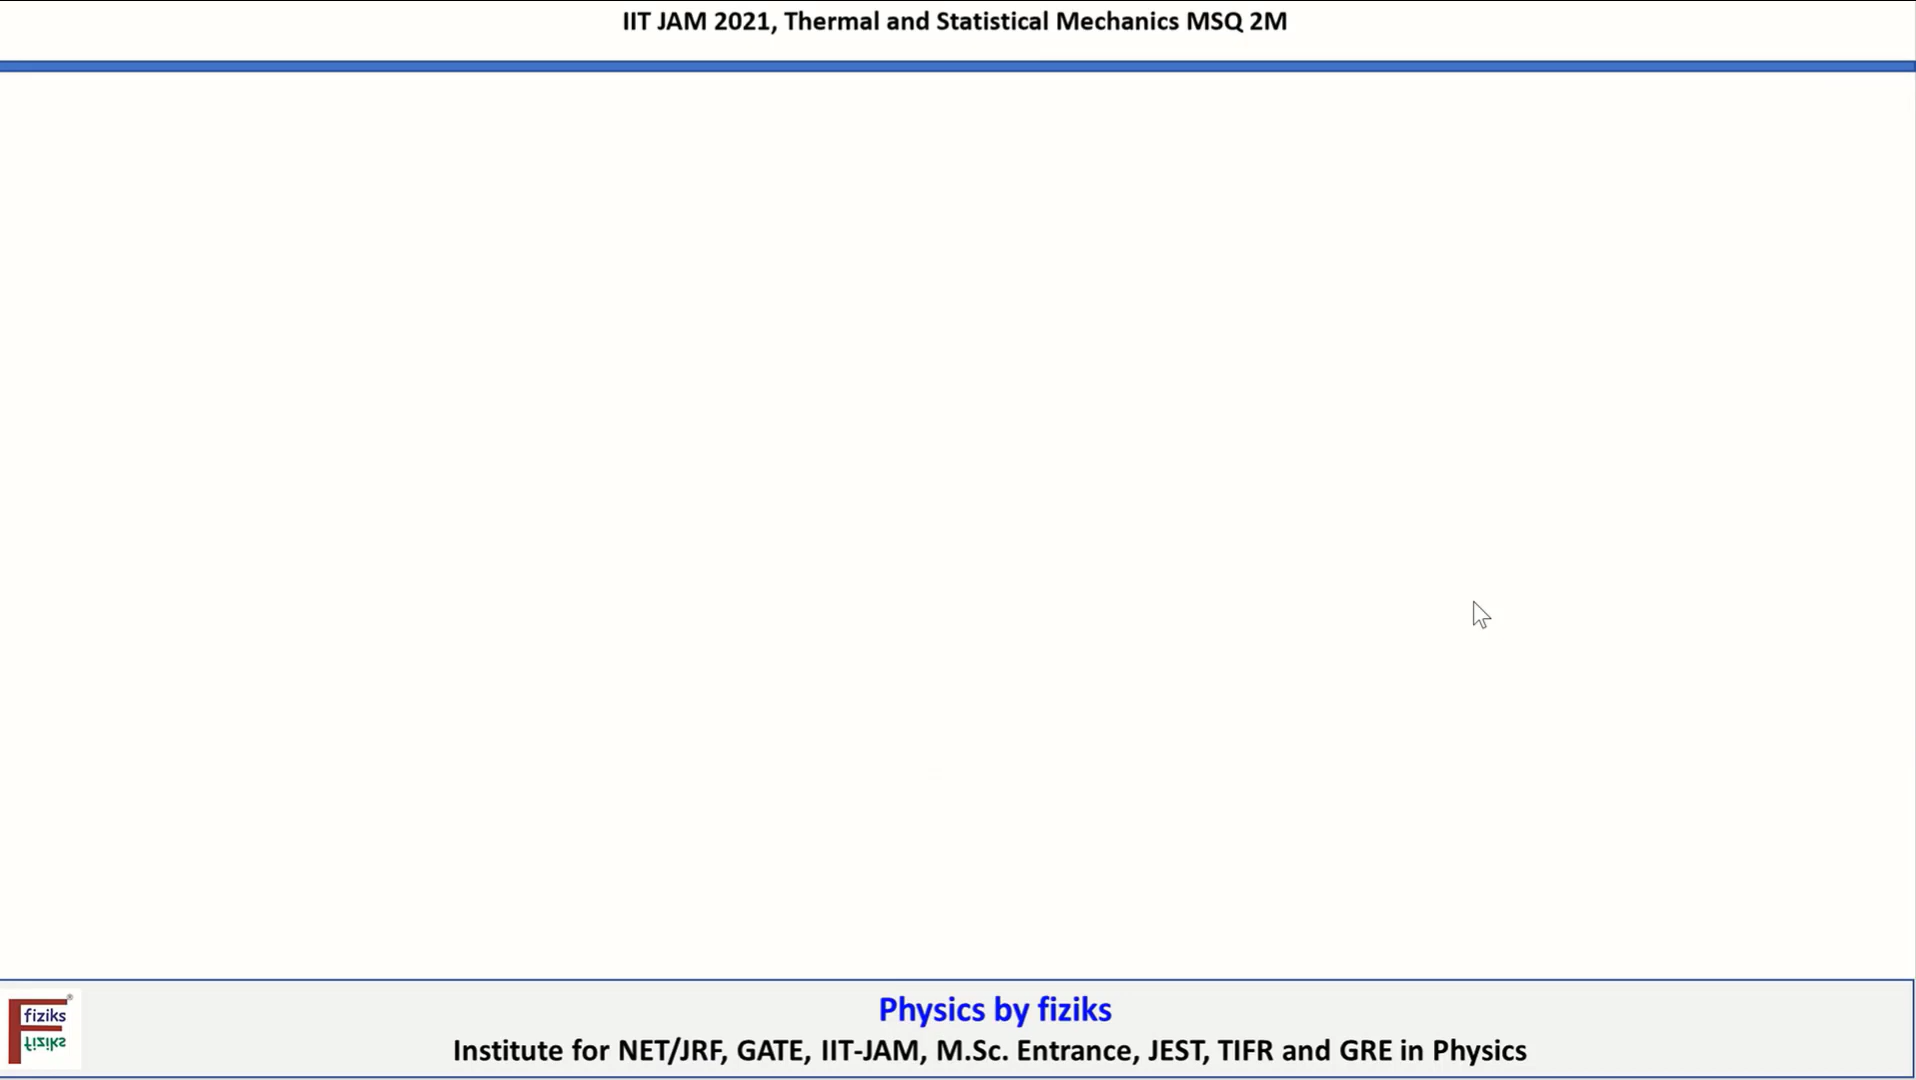 IIT JAM 2021, Thermal and Statistical Mechanics MSQ 2M
fiziks®
fiziks
Physics by fiziks
Institute for NET/JRF, GATE, IIT-JAM, M.Sc. Entrance, JEST, TIFR and GRE in Physics